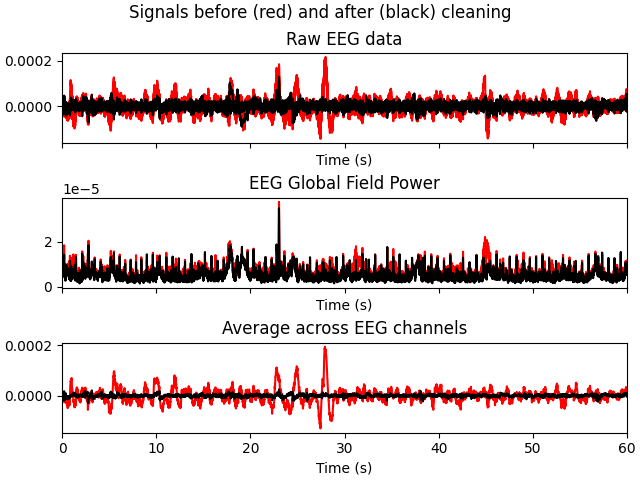 Signals before (red) and after (black) cleaning
Raw EEG data
0.0002
0.0000
Time (s)
EEG Global Field Power
1e−5
2
0
Time (s)
Average across EEG channels
0.0002
0.0000
0 10 20 30 40 50 60
Time (s)